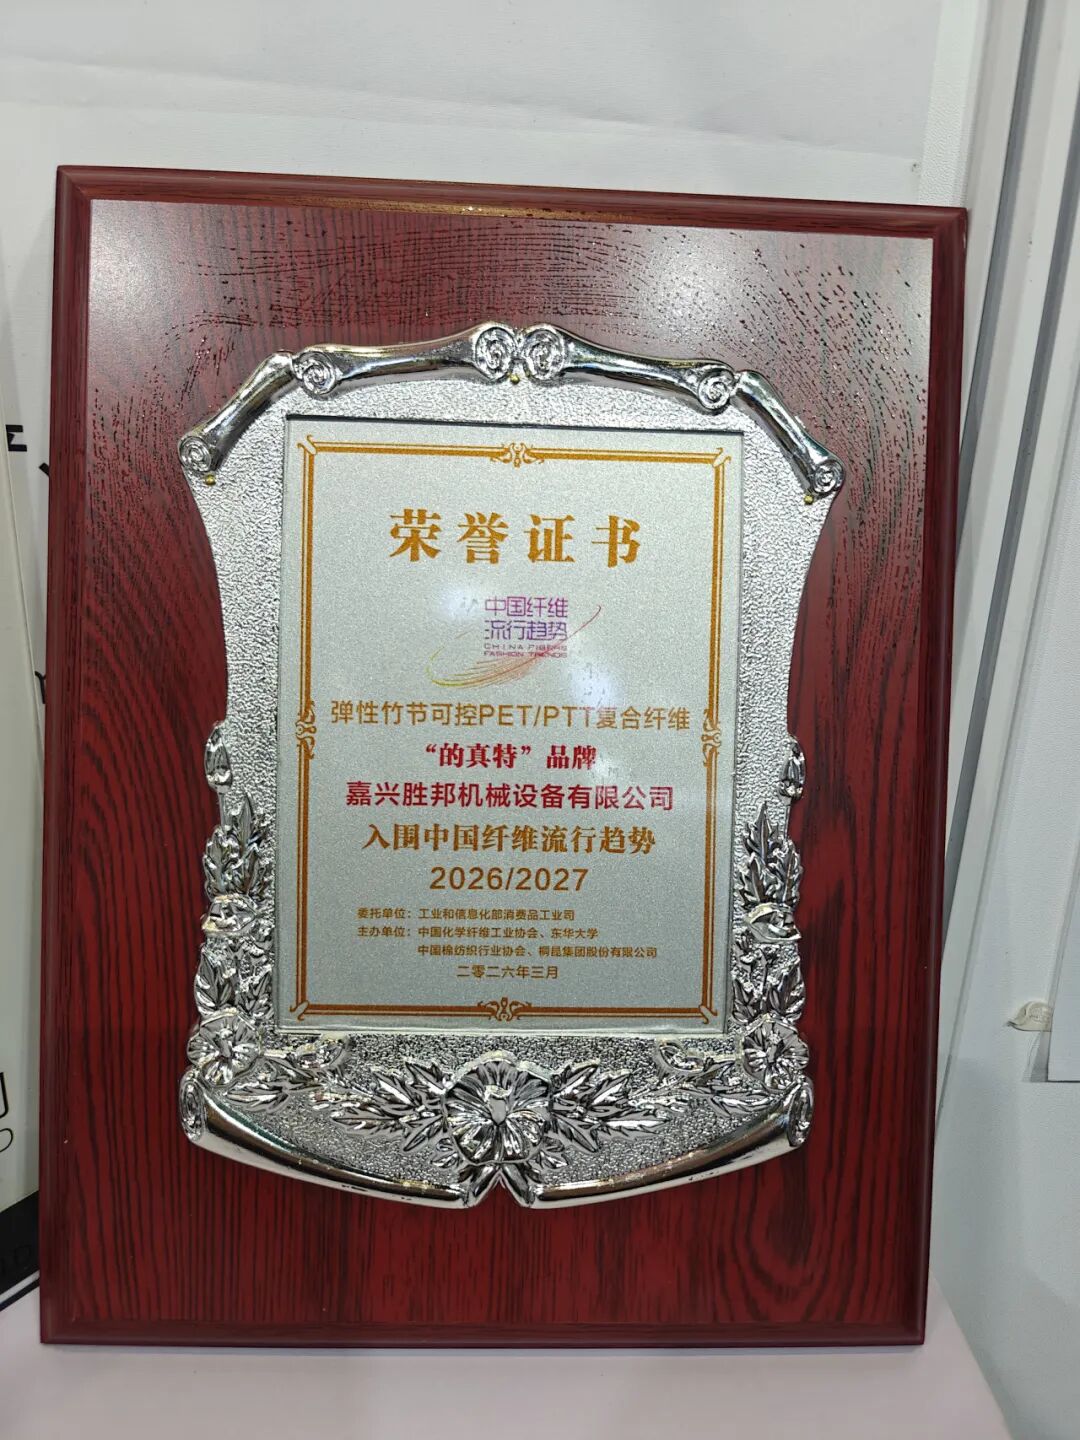 荣誉证书
中国纤维
流行趋势
CHINA FIBERS
FASHION TRENDS
弹性竹节可控PET/PTT复合纤维
“的真特”品牌
嘉兴胜邦机械设备有限公司
入围中国纤维流行趋势
2026/2027
委托单位：工业和信息化部消费品工业司
主办单位：中国化学纤维工业协会、东华大学
中国棉纺织行业协会、桐昆集团股份有限公司
二零二六年三月